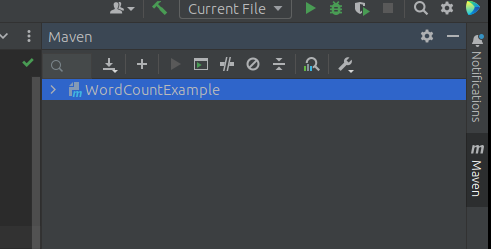 Current File
Maven
WordCountExample
Notifications
m
Maven